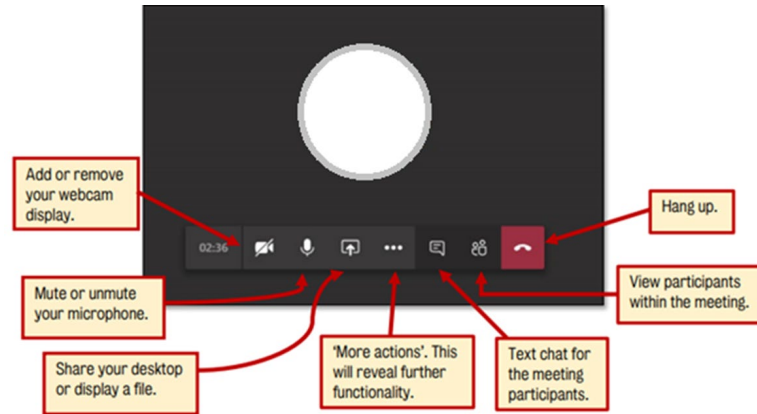 Add or remove
your webcam
display.
02:36
Hang up.
Mute or unmute
your microphone.
View participants
within the meeting.
Share your desktop
or display a file.
'More actions'. This
will reveal further
functionality.
Text chat for
the meeting
participants.